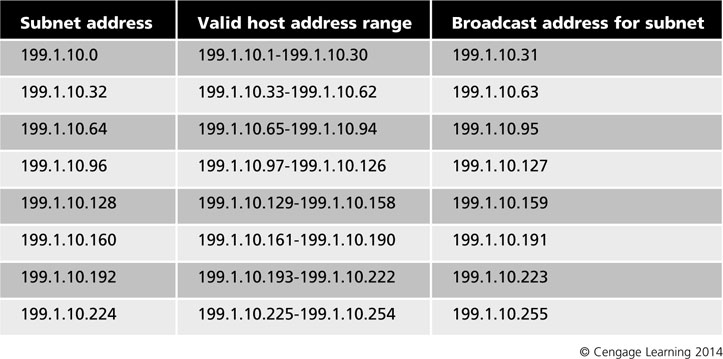 Subnet address Valid host address range Broadcast address for subnet
199.1.10.0 199.1.10.1-199.1.10.30 199.1.10.31
199.1.10.32 199.1.10.33-199.1.10.62 199.1.10.63
199.1.10.64 199.1.10.65-199.1.10.94 199.1.10.95
199.1.10.96 199.1.10.97-199.1.10.126 199.1.10.127
199.1.10.128 199.1.10.129-199.1.10.158 199.1.10.159
199.1.10.160 199.1.10.161-199.1.10.190 199.1.10.191
199.1.10.192 199.1.10.193-199.1.10.222 199.1.10.223
199.1.10.224 199.1.10.225-199.1.10.254 199.1.10.255
© Cengage Learning 2014